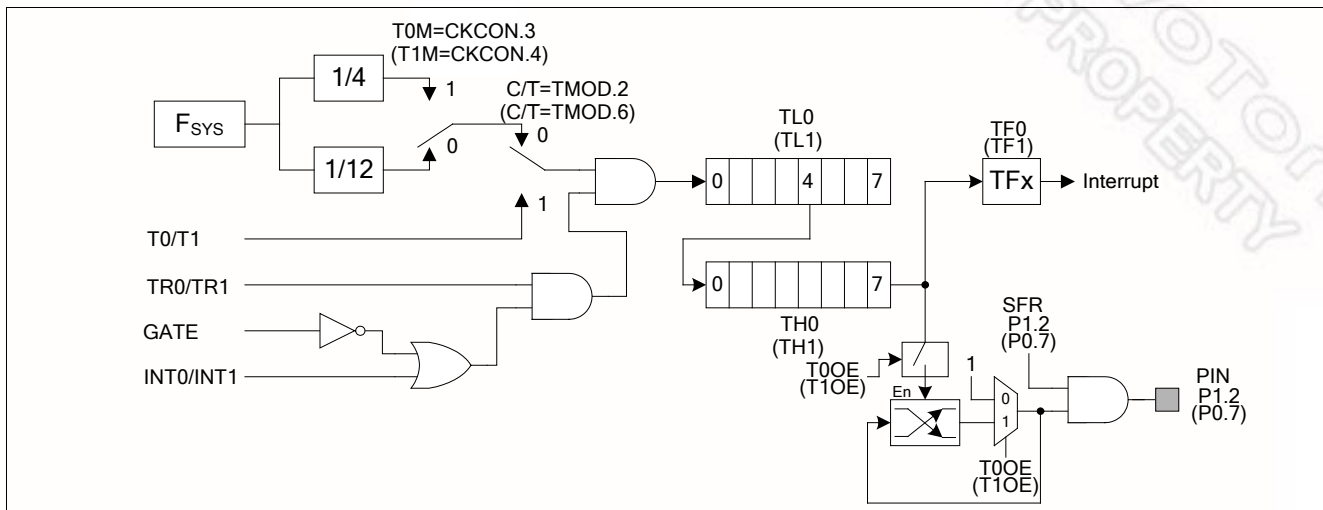 T0M=CKCON.3
(T1M=CKCON.4)
1/4
1
C/T=TMOD.2
(C/T=TMOD.6)
FSYS
0
0
1/12
1
T0/T1
TR0/TR1
GATE
INT0/INT1
TL0
(TL1)
0 4 7
TF0
(TF1)
TFx
Interrupt
0 7
TH0
(TH1)
T0OE
(T1OE)
En
1
0
1
T0OE
(T1OE)
SFR
P1.2
(P0.7)
PIN
P1.2
(P0.7)
PROPERTY